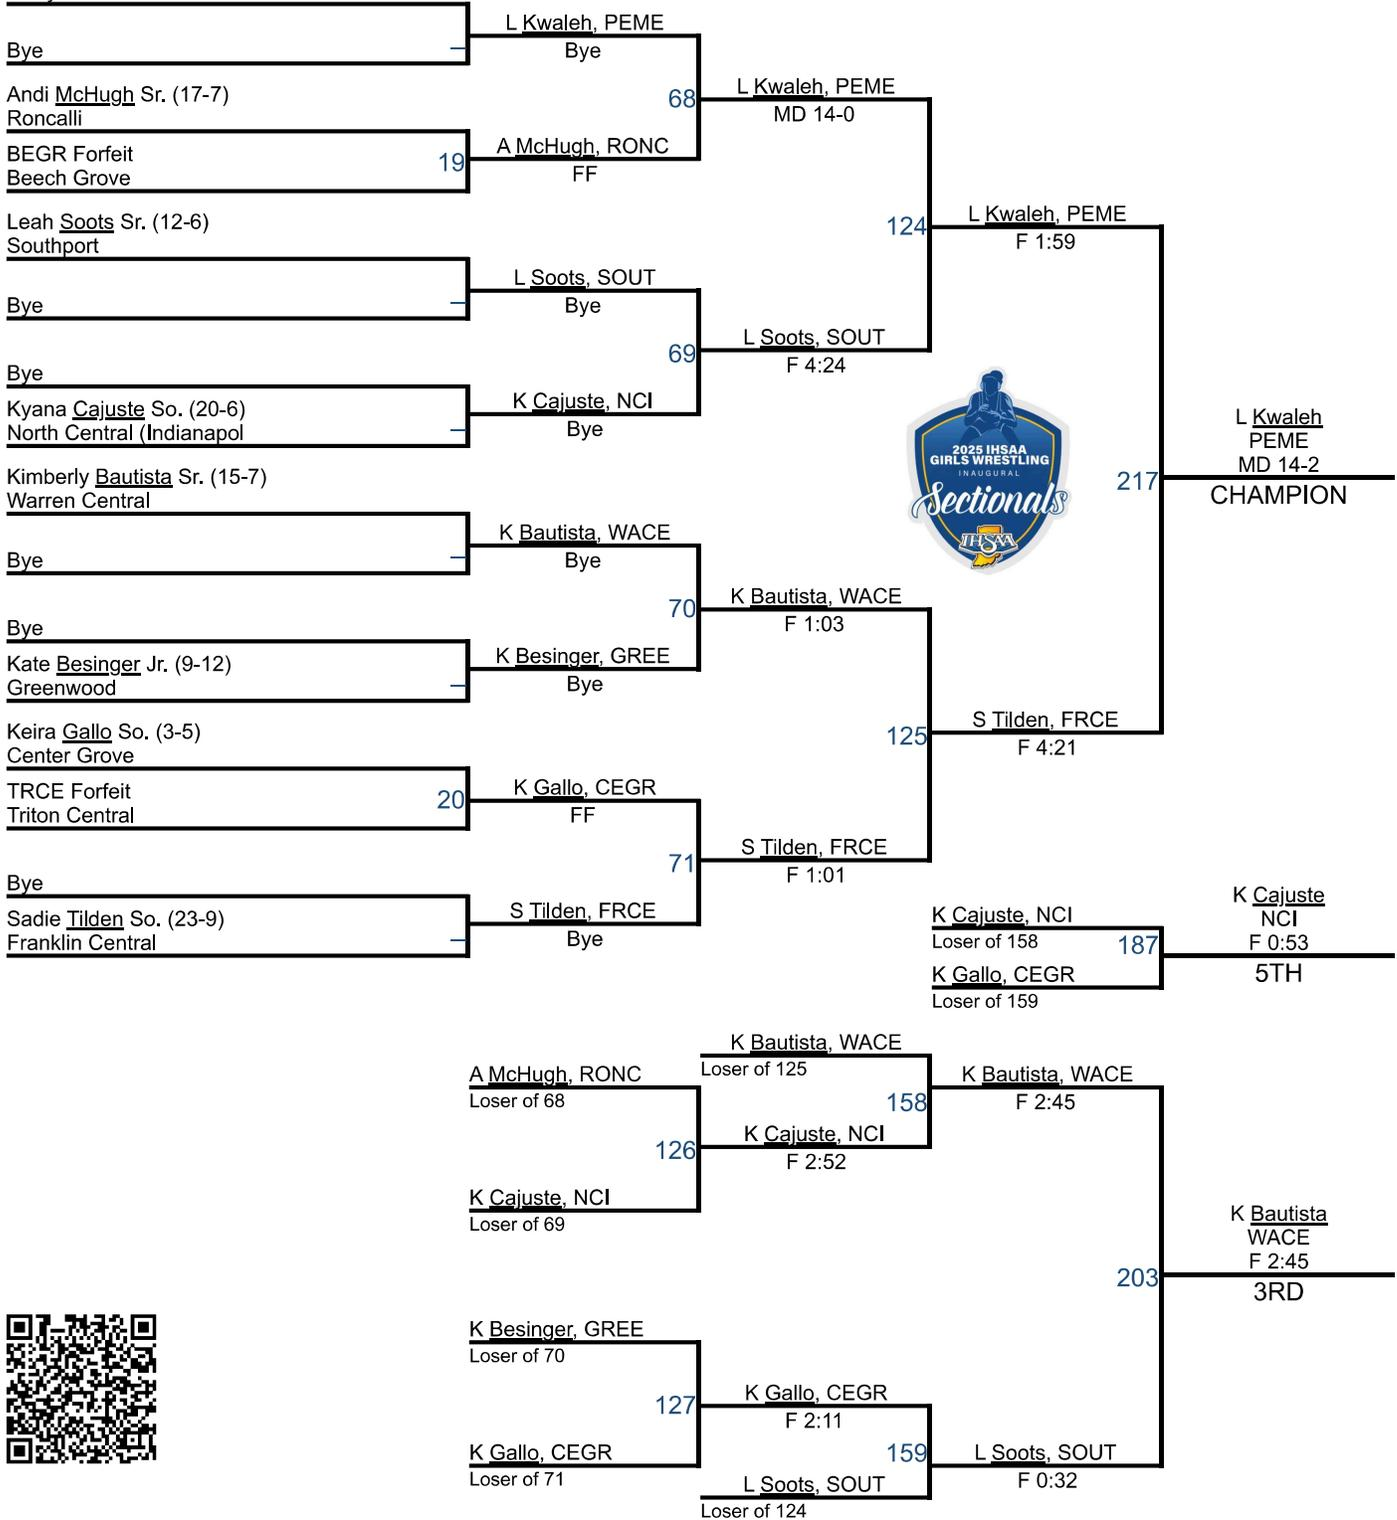 Bye
Andi McHugh Sr. (17-7)
Roncalli
BEGR Forfeit
Beech Grove
19
Leah Soots Sr. (12-6)
Southport
Bye
Bye
Kyana Cajuste So. (20-6)
North Central (Indianapol
Kimberly Bautista Sr. (15-7)
Warren Central
Bye
Bye
Kate Besinger Jr. (9-12)
Greenwood
Keira Gallo So. (3-5)
Center Grove
TRCE Forfeit
Triton Central
20
Bye
Sadie Tilden So. (23-9)
Franklin Central
L Kwaleh, PEME
Bye
68
A McHugh, RONC
FF
L Soots, SOUT
Bye
69
K Cajuste, NCI
Bye
K Bautista, WACE
Bye
70
K Besinger, GREE
Bye
K Gallo, CEGR
FF
71
S Tilden, FRCE
Bye
L Kwaleh, PEME
MD 14-0
124
L Soots, SOUT
F 4:24
K Bautista, WACE
F 1:03
125
S Tilden, FRCE
F 1:01
L Kwaleh, PEME
F 1:59
2025 IHSAA
GIRLS WRESTLING
INAUGURAL
Sectionals
IHSAA
217
S Tilden, FRCE
F 4:21
L Kwaleh
PEME
MD 14-2
CHAMPION
K Cajuste, NCI
Loser of 158
187
K Gallo, CEGR
Loser of 159
K Cajuste
NCI
F 0:53
5TH
A McHugh, RONC
Loser of 68
126
K Cajuste, NCI
Loser of 69
K Besinger, GREE
Loser of 70
127
K Gallo, CEGR
Loser of 71
K Bautista, WACE
Loser of 125
158
K Cajuste, NCI
F 2:52
K Gallo, CEGR
F 2:11
159
L Soots, SOUT
Loser of 124
K Bautista, WACE
F 2:45
203
L Soots, SOUT
F 0:32
K Bautista
WACE
F 2:45
3RD